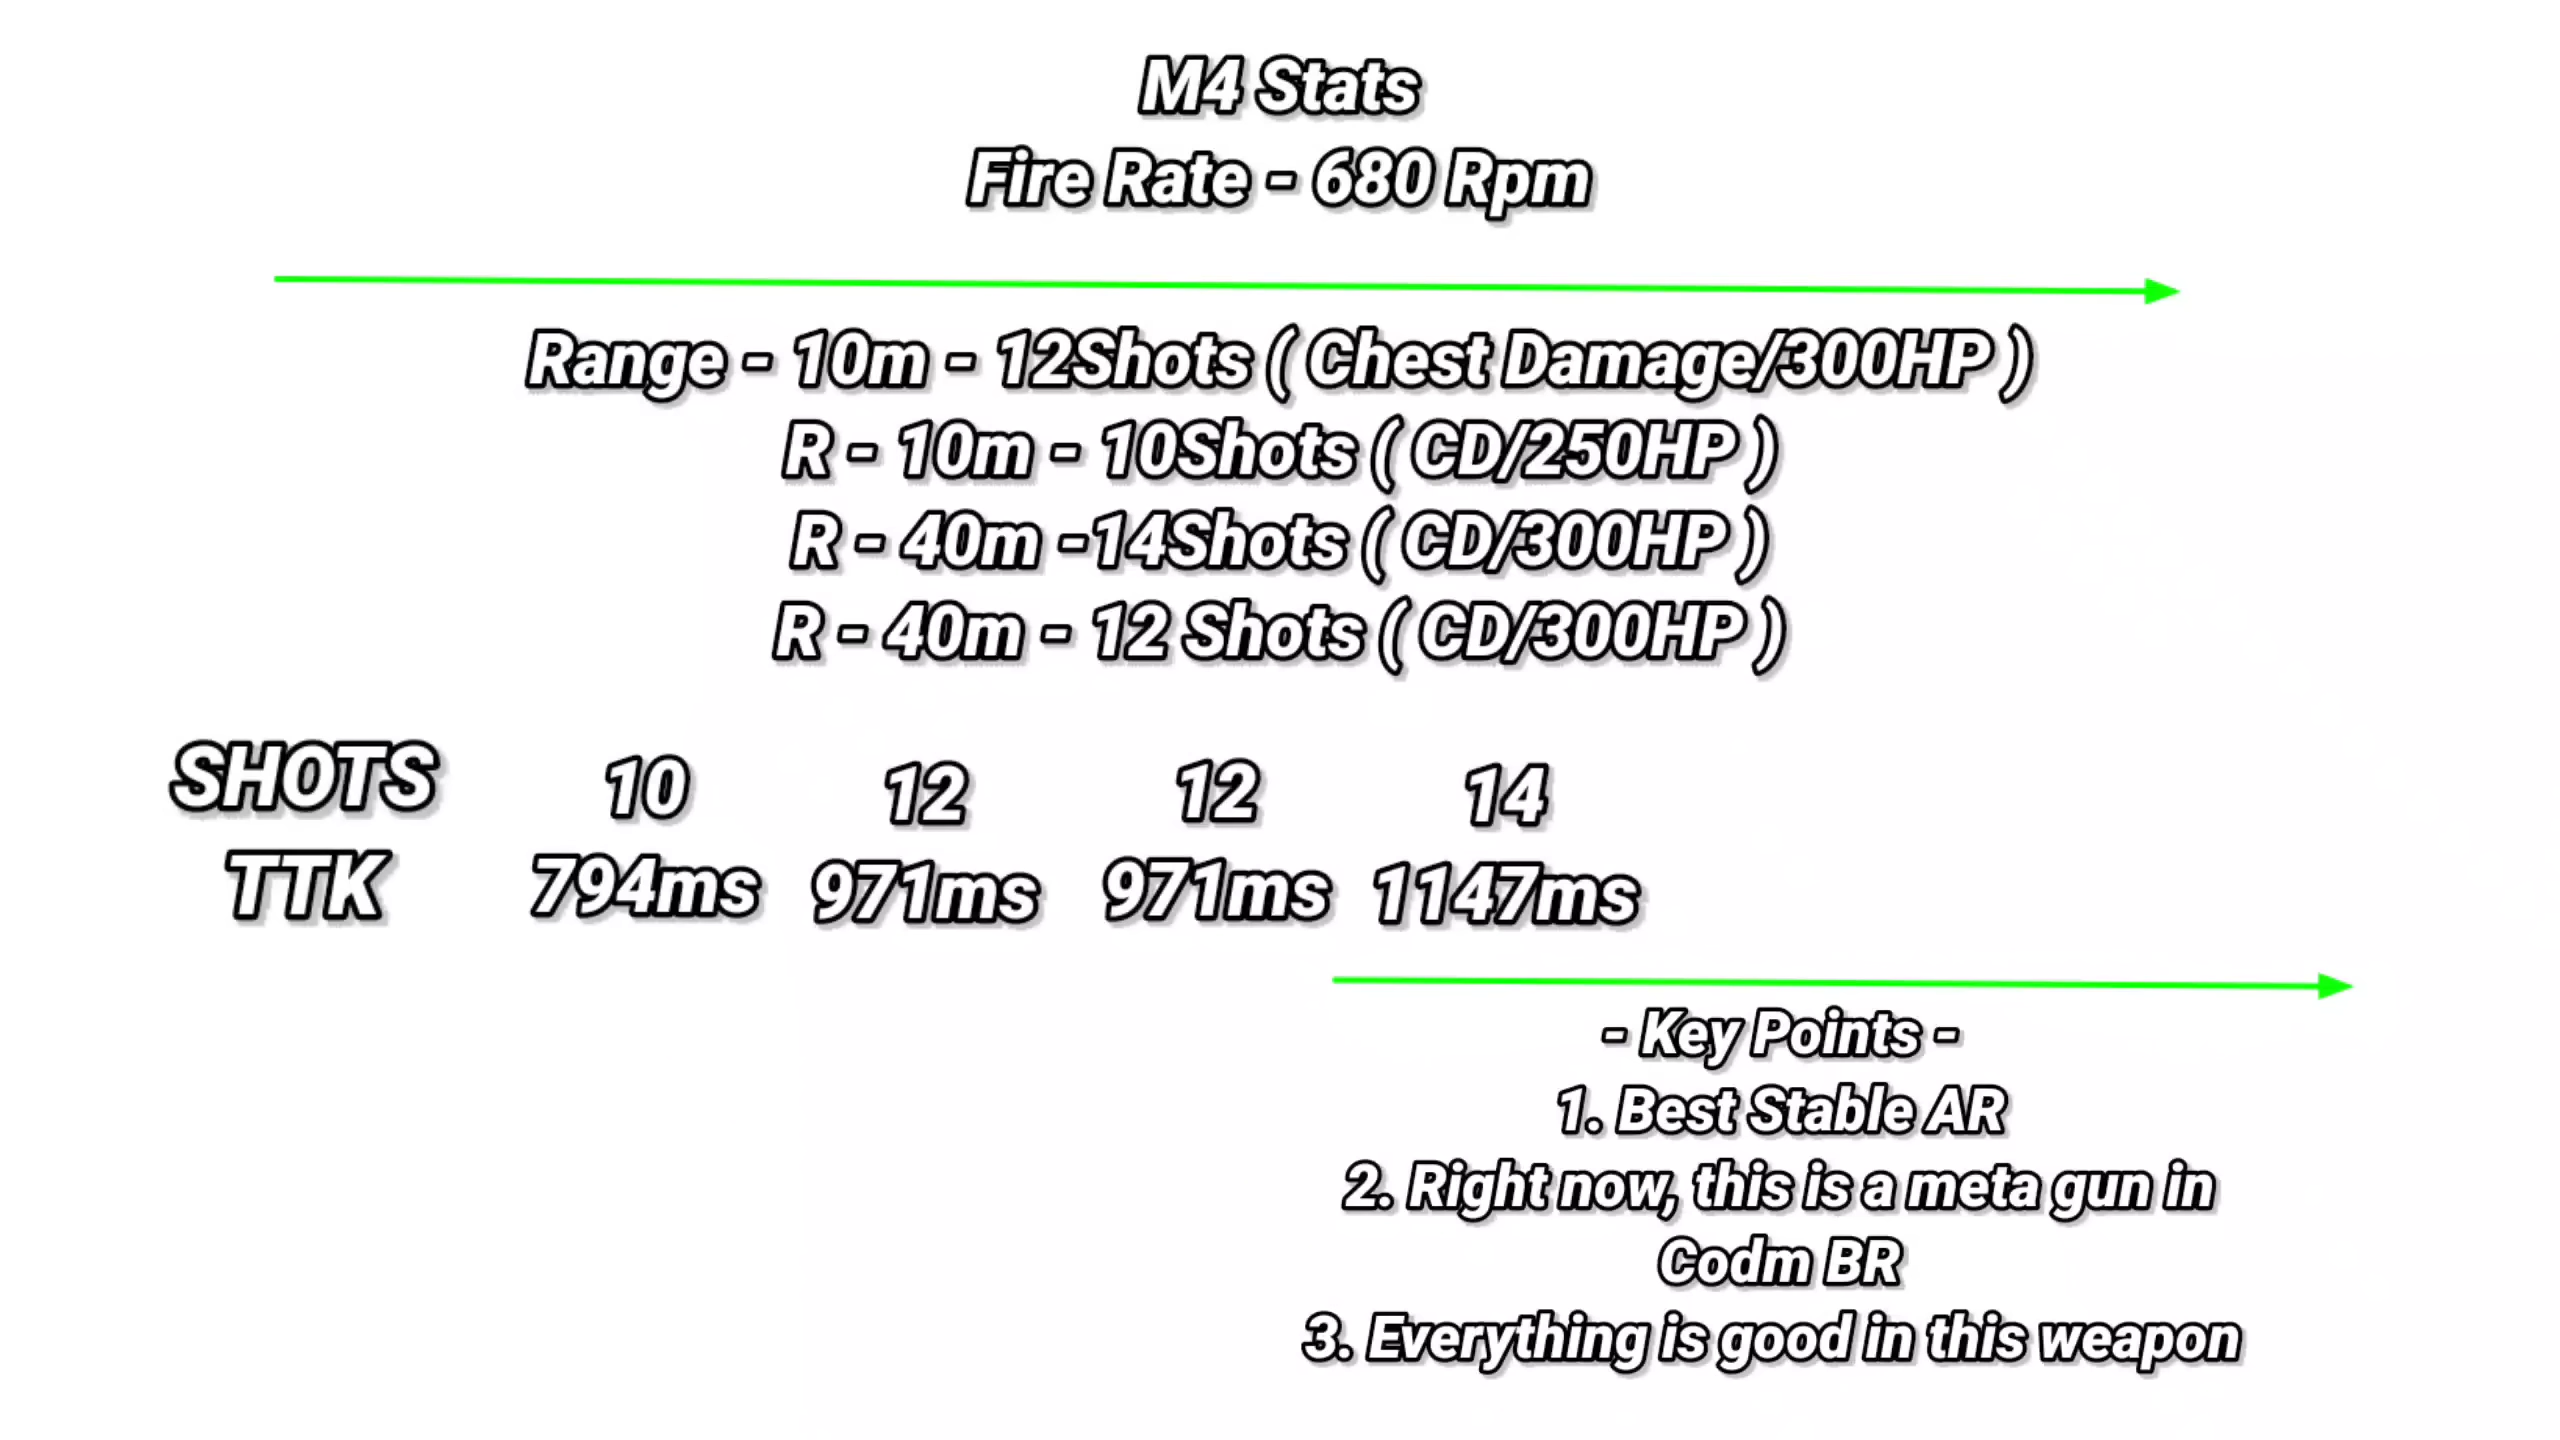 M4 Stats
Fire Rate - 680 Rpm
Range - 10m - 12Shots ( Chest Damage/300HP )
R - 10m - 10Shots ( CD/250HP )
R - 40m -14Shots ( CD/300HP )
R - 40m - 12 Shots ( CD/300HP )
SHOTS 10 12 12 14
TTK 794ms 971ms 971ms 1147ms
- Key Points -
1. Best Stable AR
2. Right now, this is a meta gun in
Codm BR
3. Everything is good in this weapon